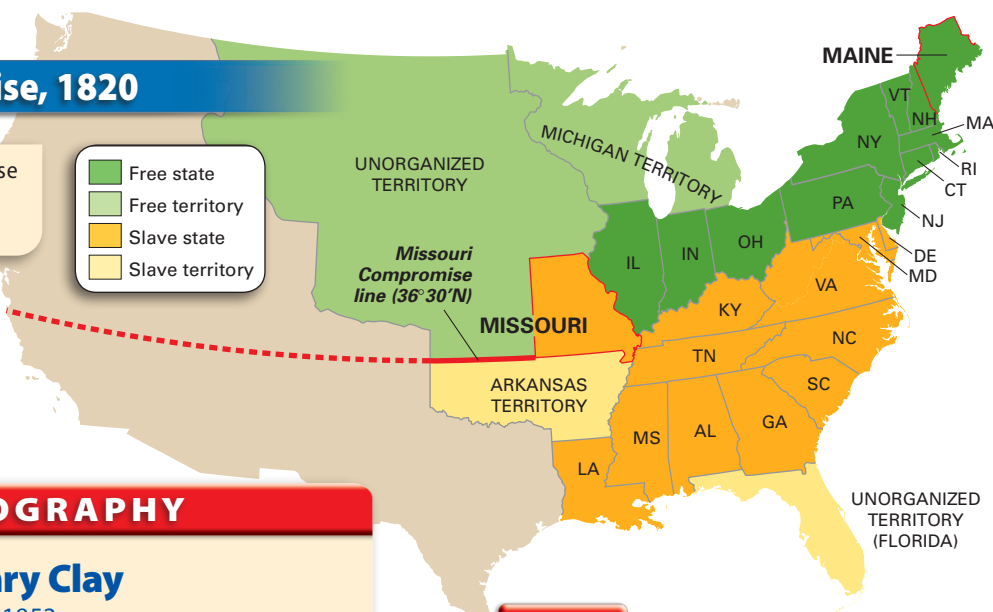 ise, 1820
se
Free state
Free territory
Slave state
Slave territory
UNORGANIZED
TERRITORY
MICHIGAN TERRITORY
Missouri
Compromise
line (36°30'N)
MISSOURI
ARKANSAS
TERRITORY
MAINE
VT
NH
MA
NY
RI
CT
PA
NJ
OH
IN
IL
DE
MD
VA
KY
NC
TN
SC
GA
AL
MS
LA
UNORGANIZED
TERRITORY
(FLORIDA)
OGRAPHY
ry Clay